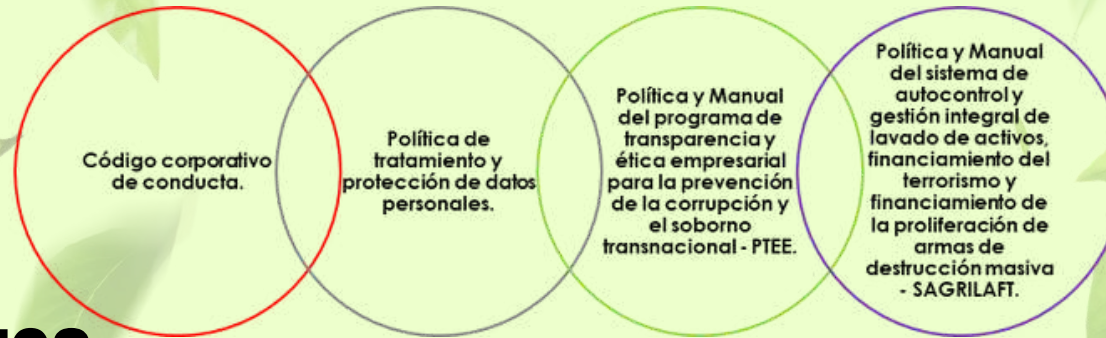 Código corporativo
de conducta.
Política de
tratamiento y
protección de datos
personales.
Política y Manual
del programa de
transparencia y
ética empresarial
para la prevención
de la corrupción y
el soborno
transnacional - PTEE.
Política y Manual
del sistema de
autocontrol y
gestión integral de
lavado de activos,
financiamiento del
terrorismo y
financiamiento de
la proliferación de
armas de
destrucción masiva
- SAGRILAFT.